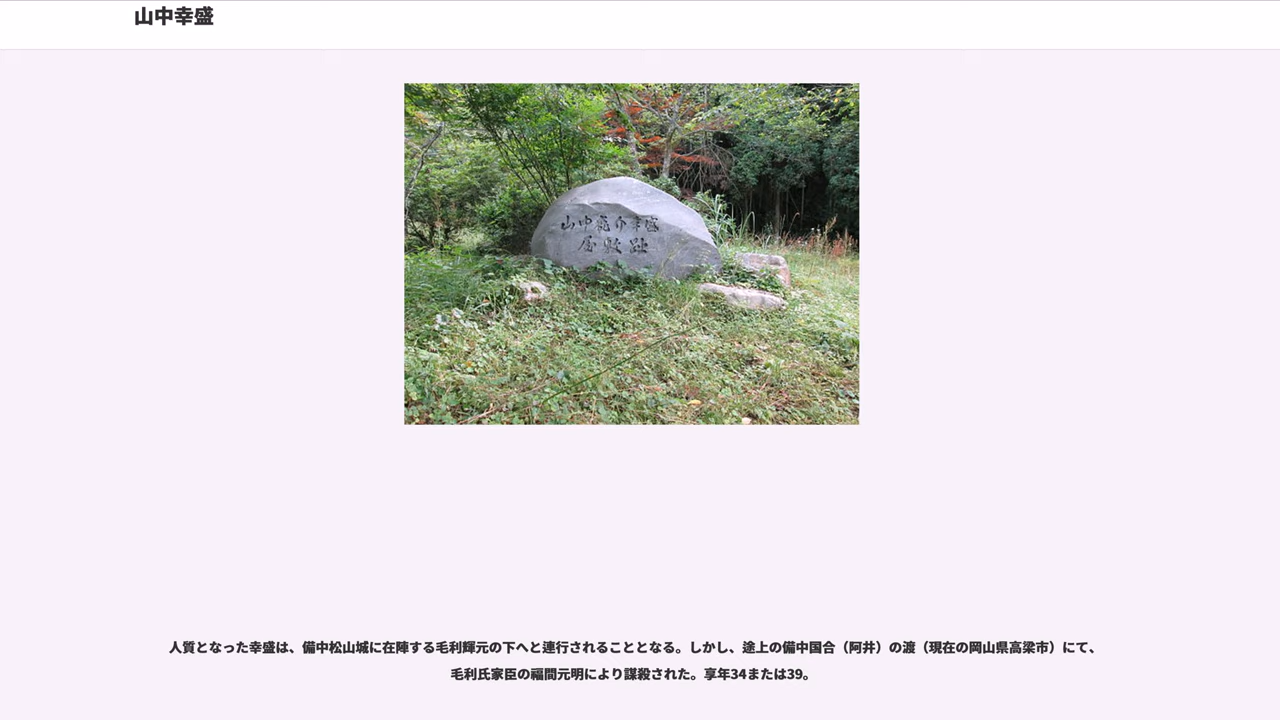 山中幸盛
山中鹿介幸盛
屋敷跡
人質となった幸盛は、備中松山城に在陣する毛利輝元の下へと連行されることとなる。しかし、途上の備中国合（阿井）の渡（現在の岡山県高梁市）にて、
毛利氏家臣の福間元明により謀殺された。享年34または39。